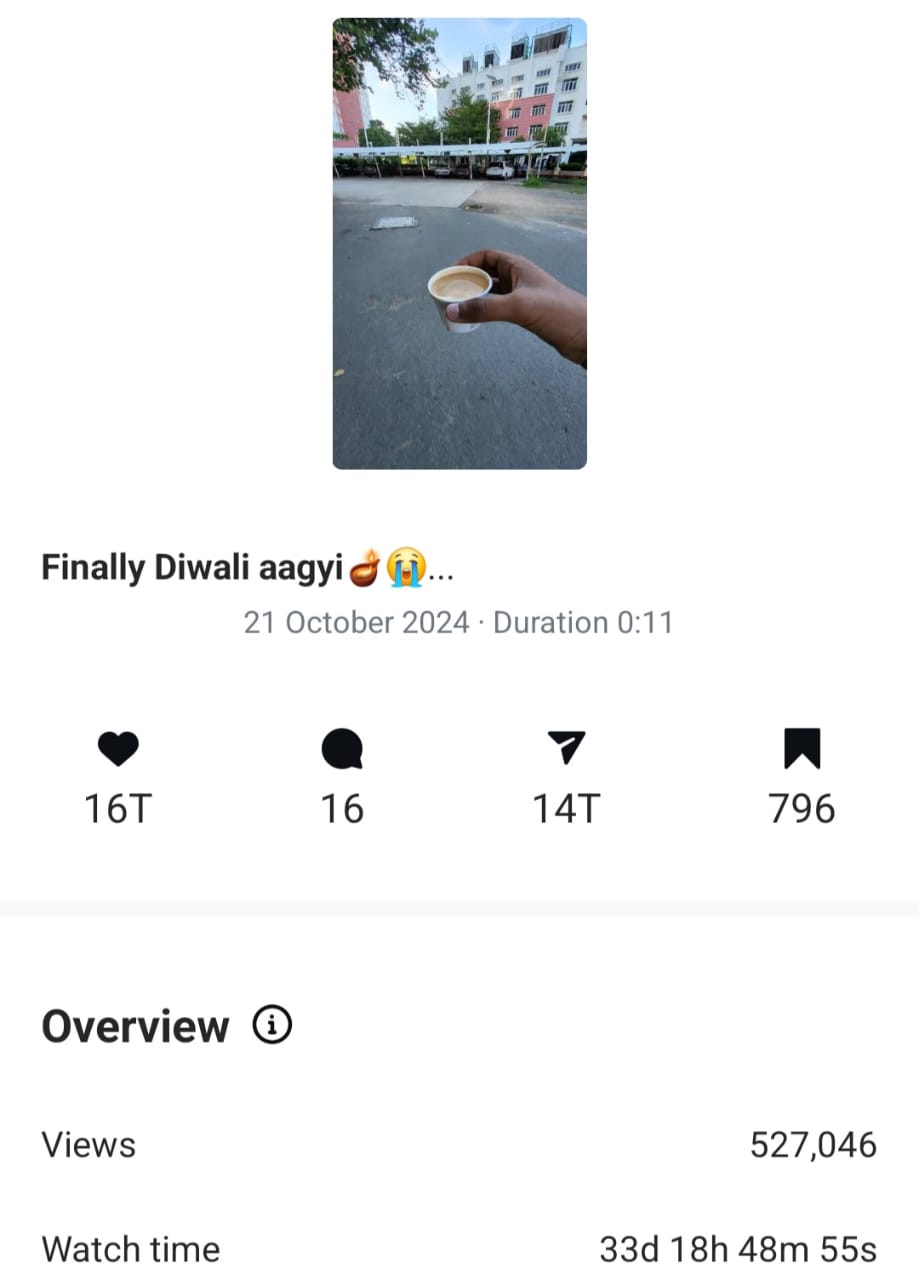 Finally Diwali aagyi🪔😭...
21 October 2024 · Duration 0:11
16T 16 14T 796
Overview
Views 527,046
Watch time 33d 18h 48m 55s